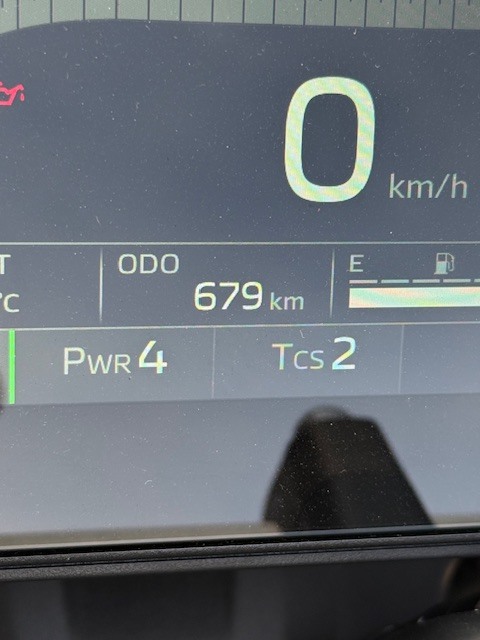 0 km/h
T ODO E
°C 679 km
PWR 4 TCS 2